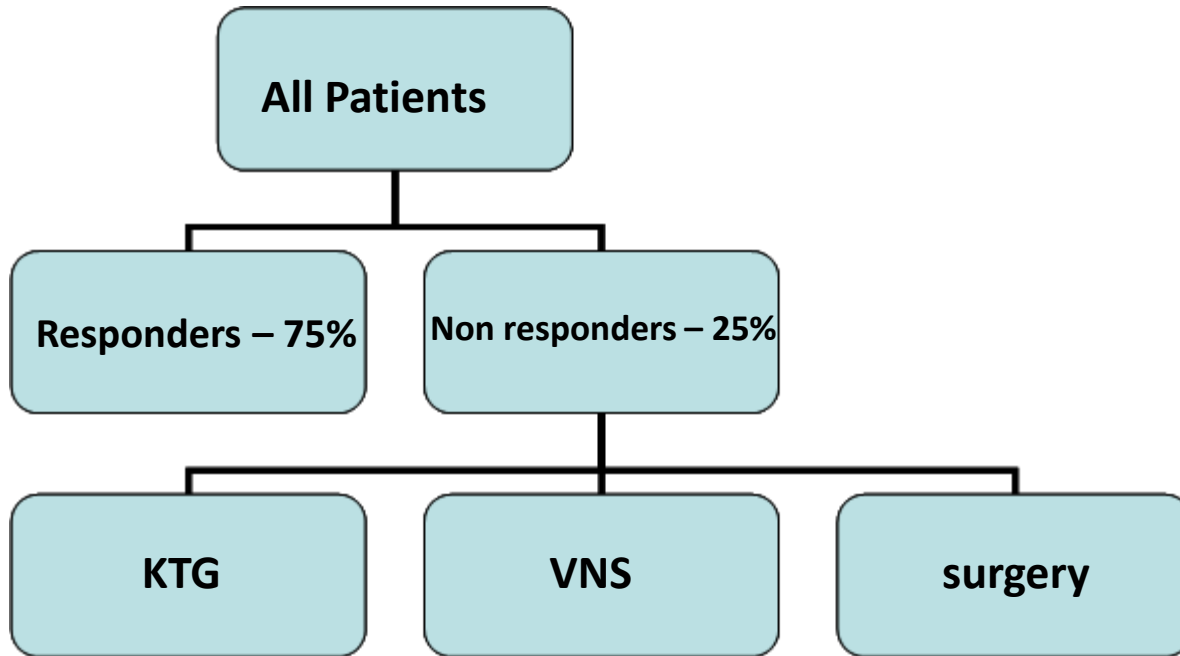 All Patients
Responders – 75%
Non responders – 25%
KTG
VNS
surgery